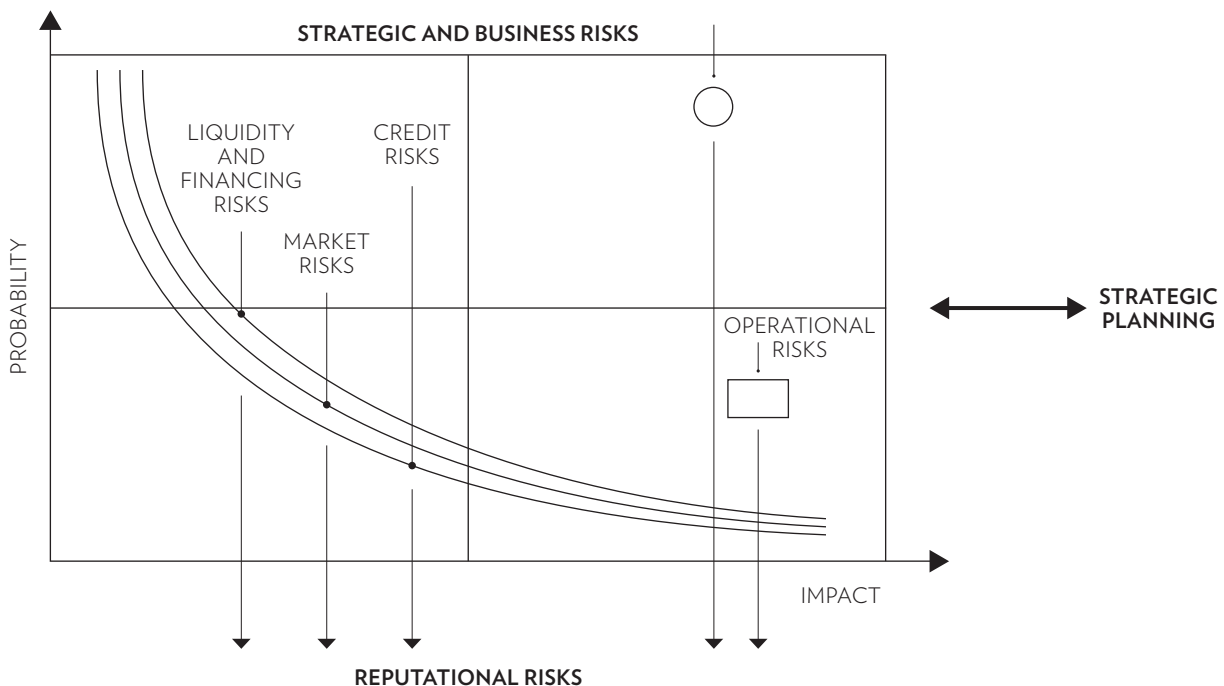 STRATEGIC AND BUSINESS RISKS
LIQUIDITY
AND
FINANCING
RISKS
CREDIT
RISKS
MARKET
RISKS
PROBABILITY
OPERATIONAL
RISKS
STRATEGIC
PLANNING
IMPACT
REPUTATIONAL RISKS